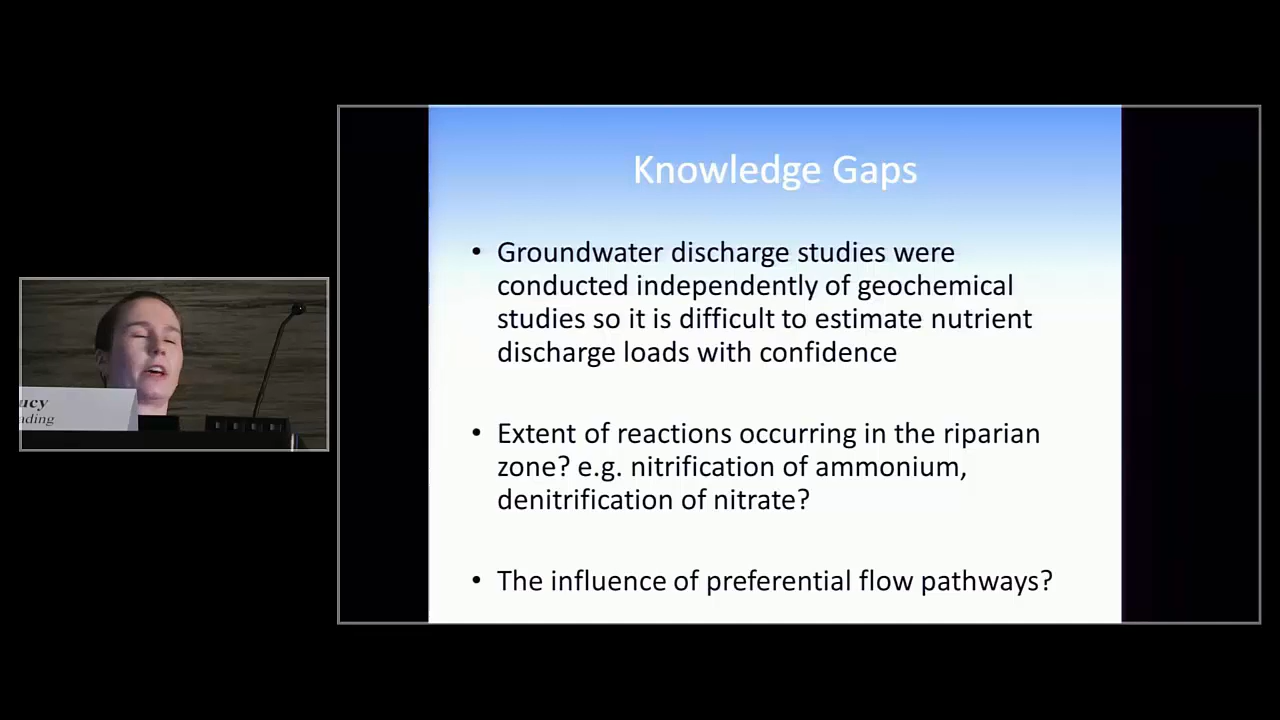 Knowledge Gaps
• Groundwater discharge studies were
conducted independently of geochemical
studies so it is difficult to estimate nutrient
discharge loads with confidence
• Extent of reactions occurring in the riparian
zone? e.g. nitrification of ammonium,
denitrification of nitrate?
• The influence of preferential flow pathways?
ucy
ading